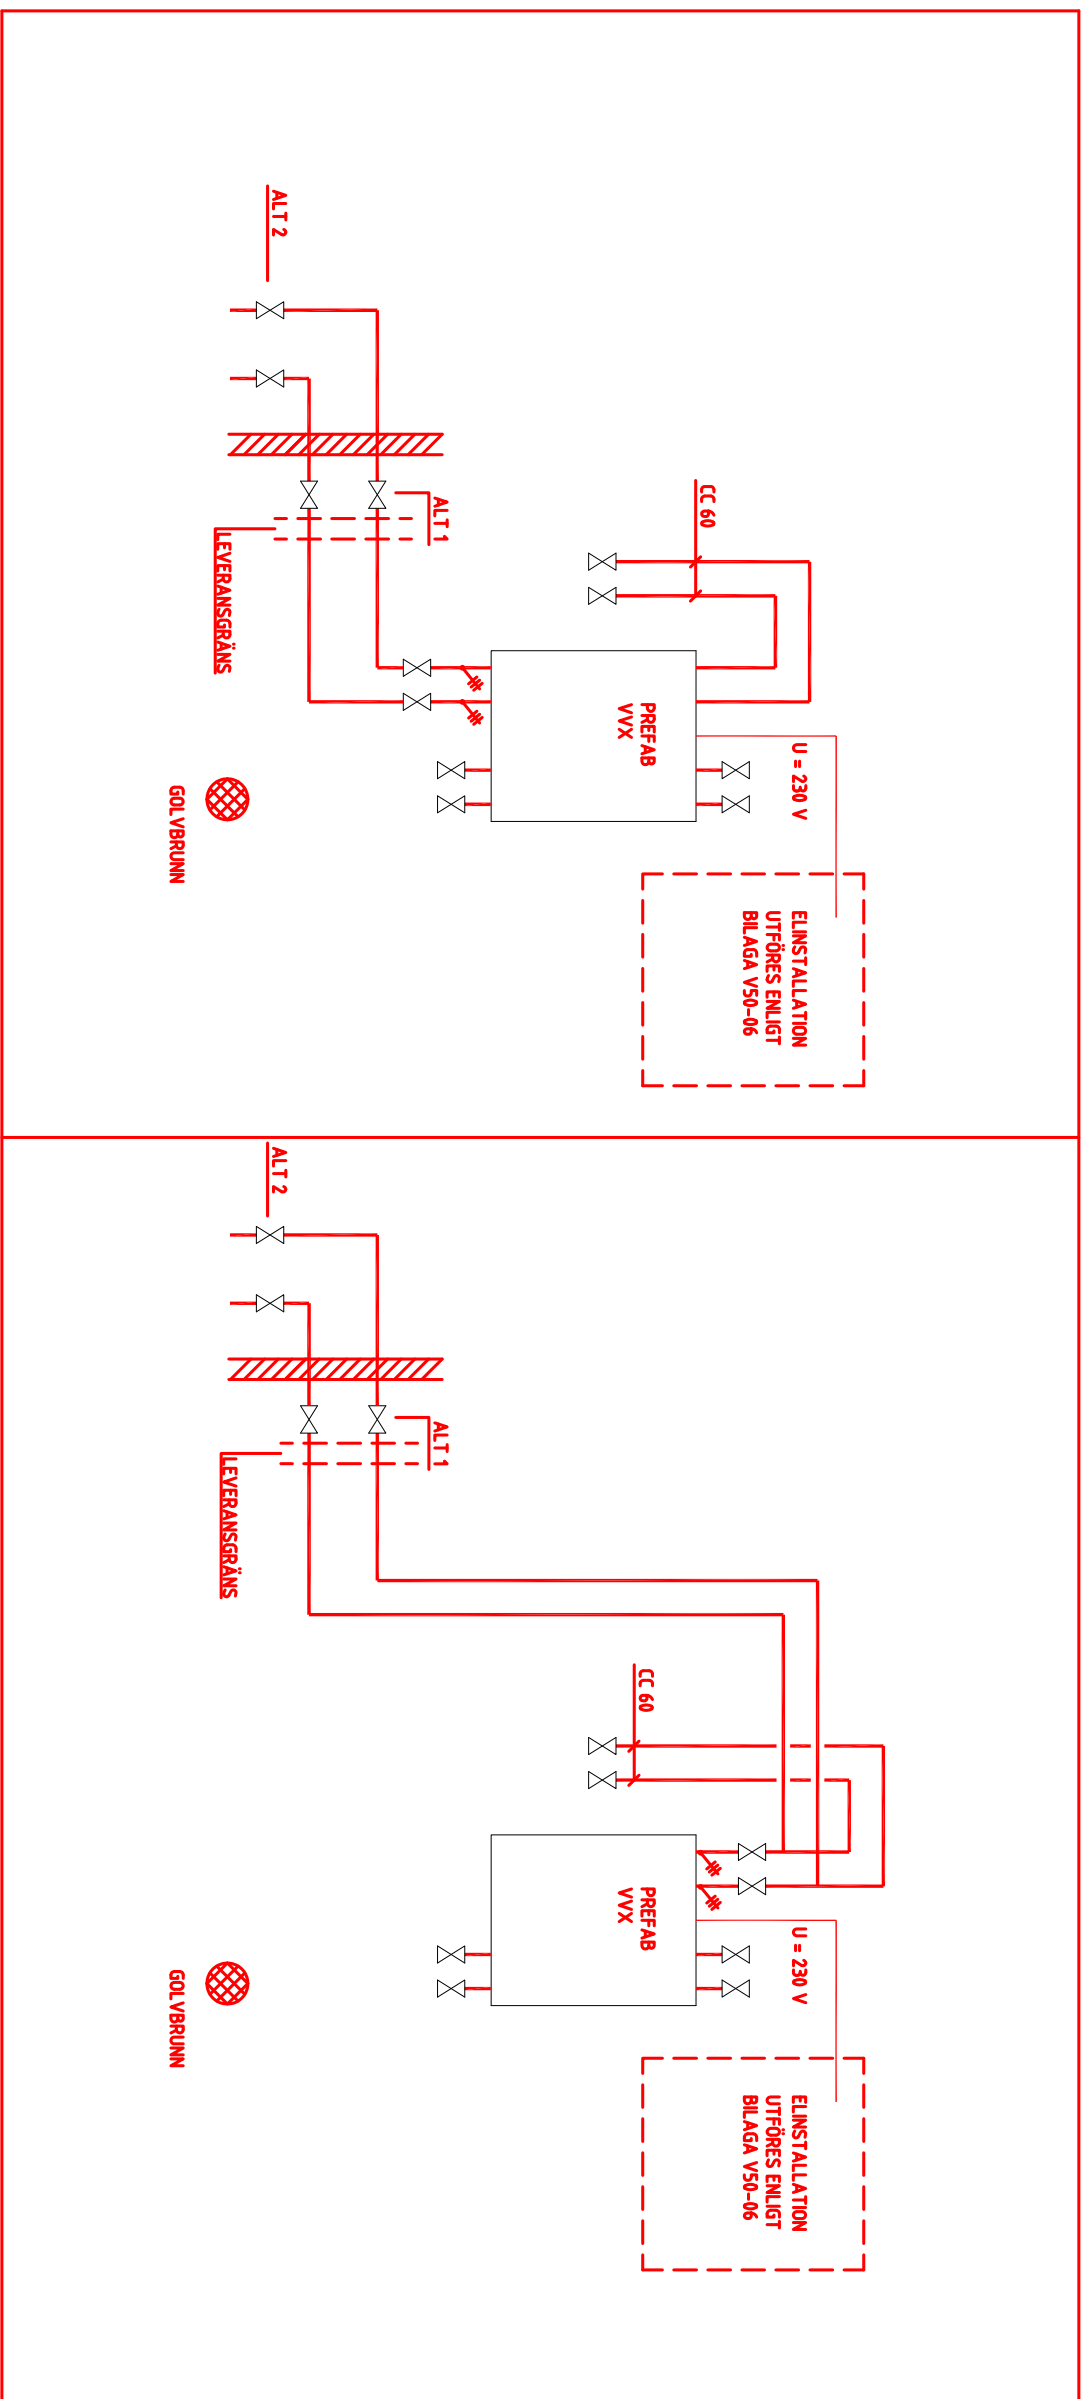 ALT 2
ALT 1
LEVERANSGRÄNS
CC 60
PREFAB
VVX
U = 230 V
GOLVBRUNN
ELINSTALLATION
UTFÖRES ENLIGT
BILAGA V50-06
ALT 2
ALT 1
LEVERANSGRÄNS
CC 60
PREFAB
VVX
U = 230 V
GOLVBRUNN
ELINSTALLATION
UTFÖRES ENLIGT
BILAGA V50-06